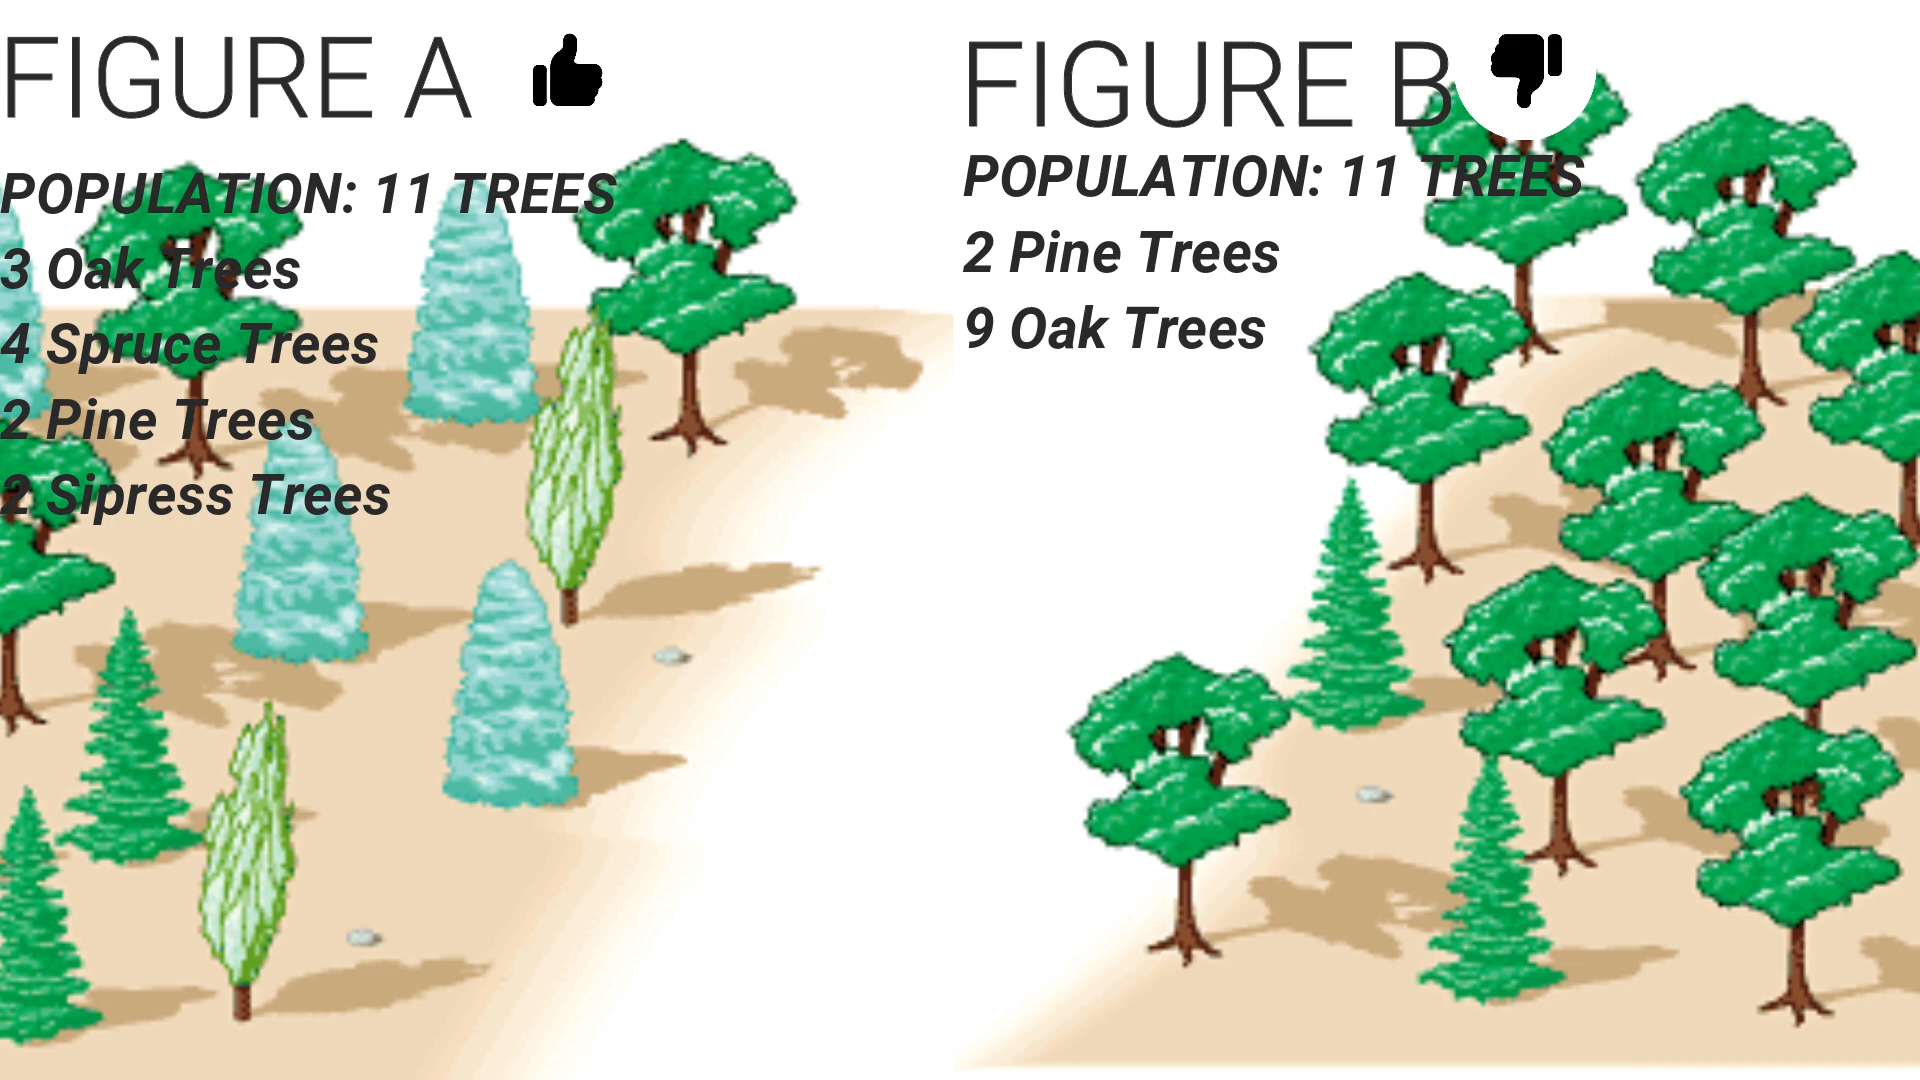 FIGURE A
POPULATION: 11 TREES
3 Oak Trees
4 Spruce Trees
2 Pine Trees
2 Sipress Trees
FIGURE B
POPULATION: 11 TREES
2 Pine Trees
9 Oak Trees